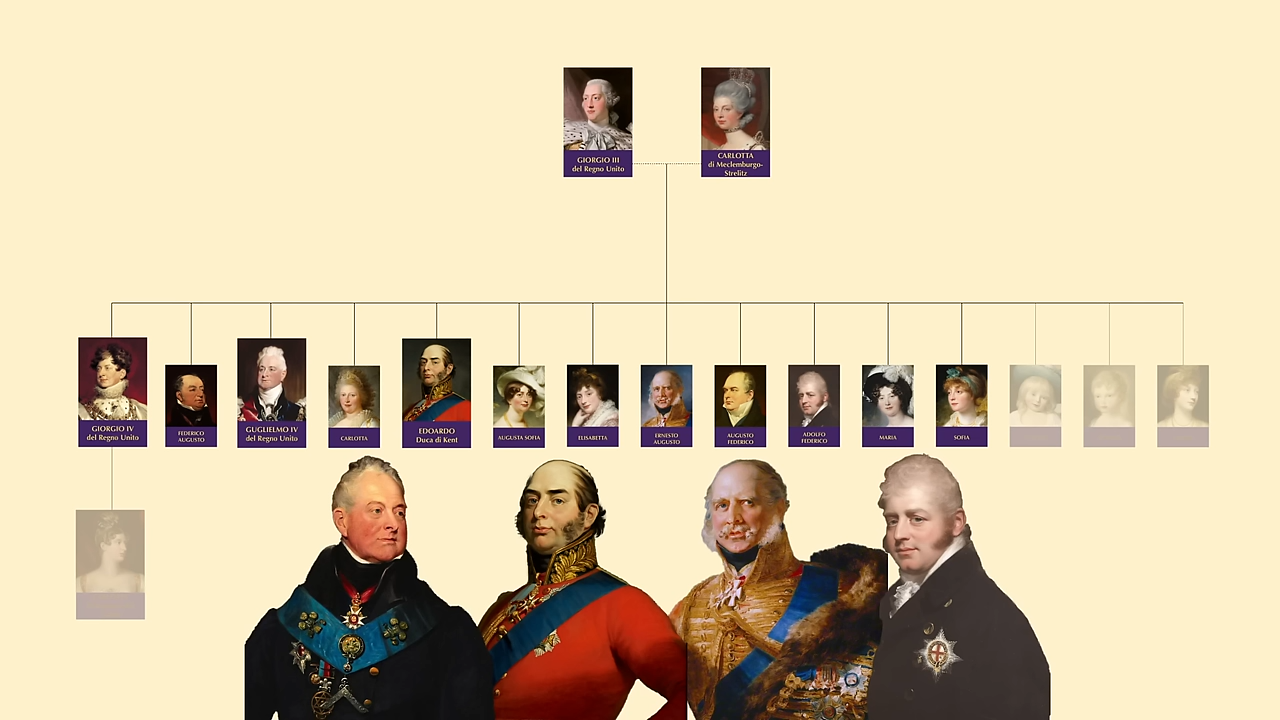 GIORGIO III
del Regno Unito
CARLOTTA
di Meclemburgo-
Strelitz
GIORGIO IV
del Regno Unito
FEDERICO
AUGUSTO
GUGLIELMO IV
del Regno Unito
CARLOTTA
EDOARDO
Duca di Kent
AUGUSTA SOFIA
ELISABETTA
ERNESTO
AUGUSTO
AUGUSTO
FEDERICO
ADOLFO
FEDERICO
MARIA
SOFIA